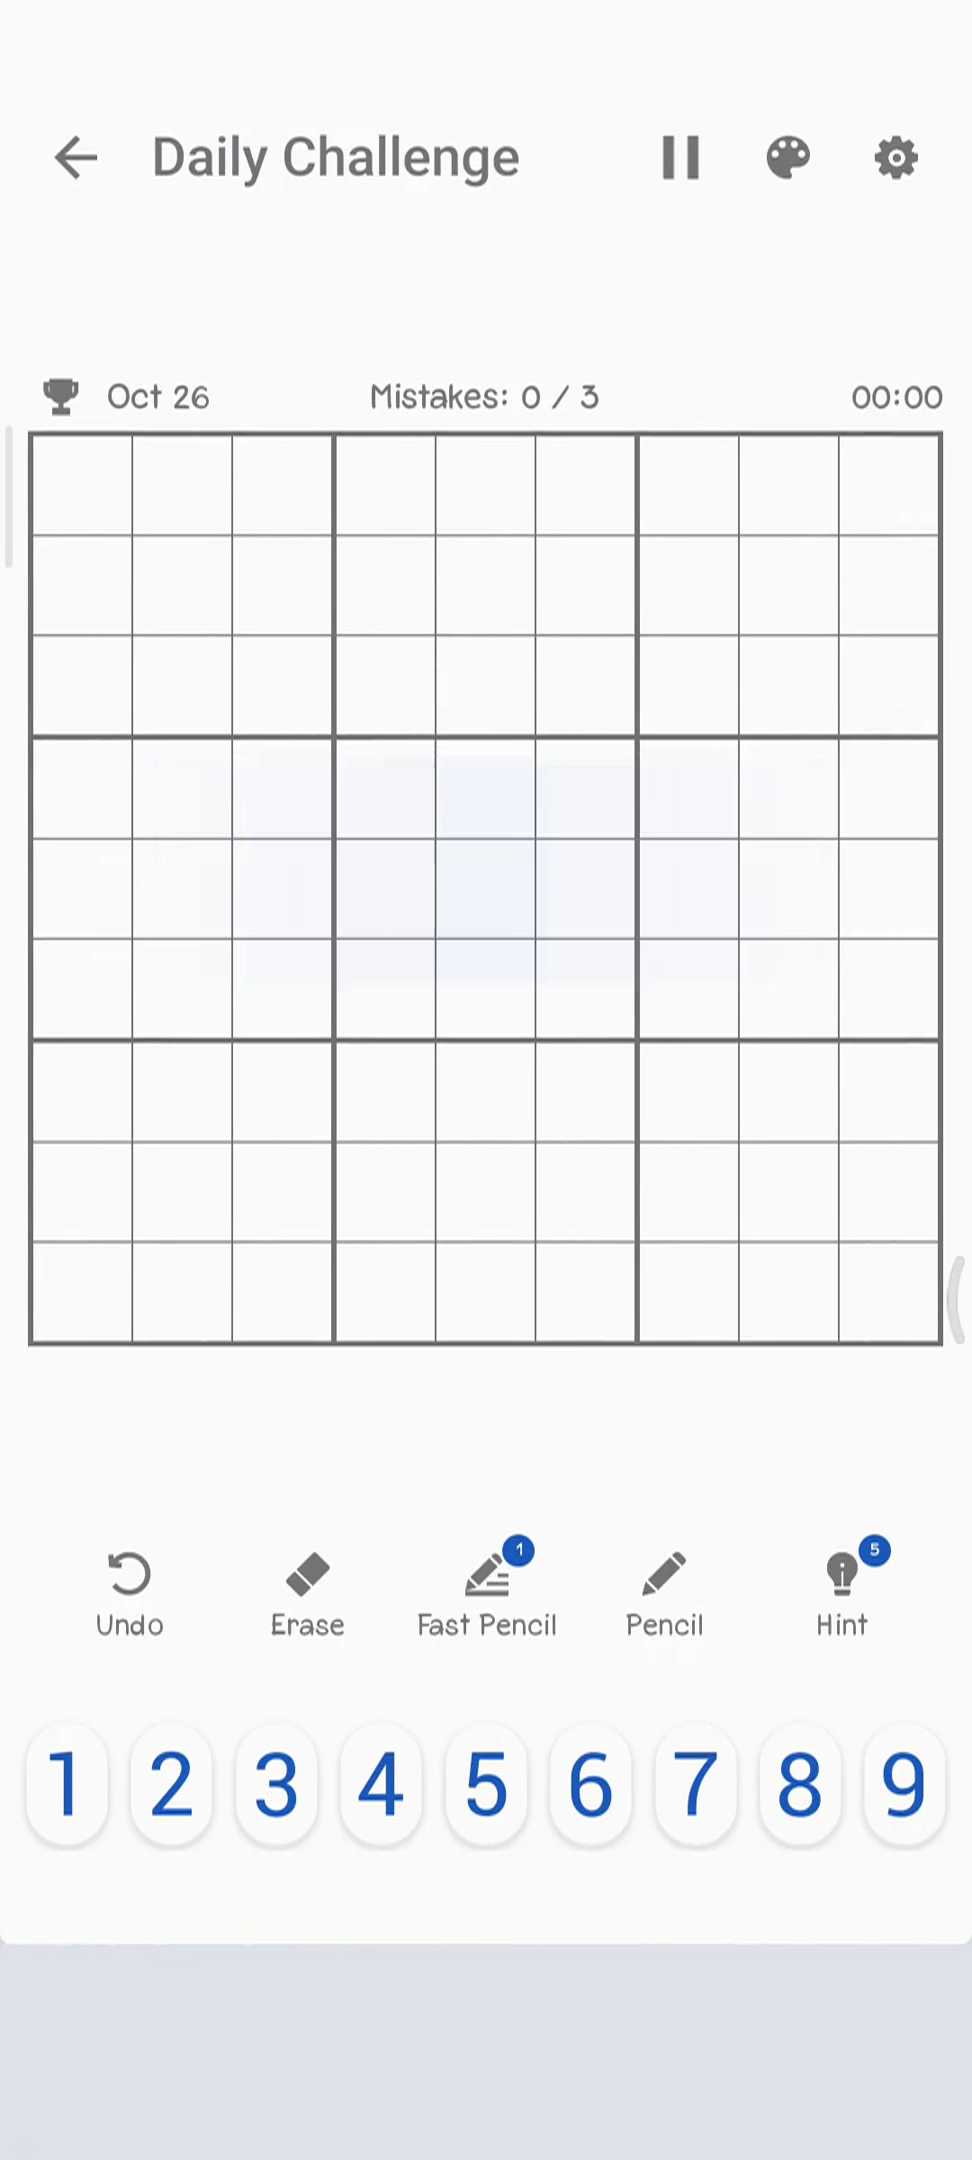 Daily Challenge
Oct 26 Mistakes: 0 / 3 00:00
1 5
Undo Erase Fast Pencil Pencil Hint
1 2 3 4 5 6 7 8 9